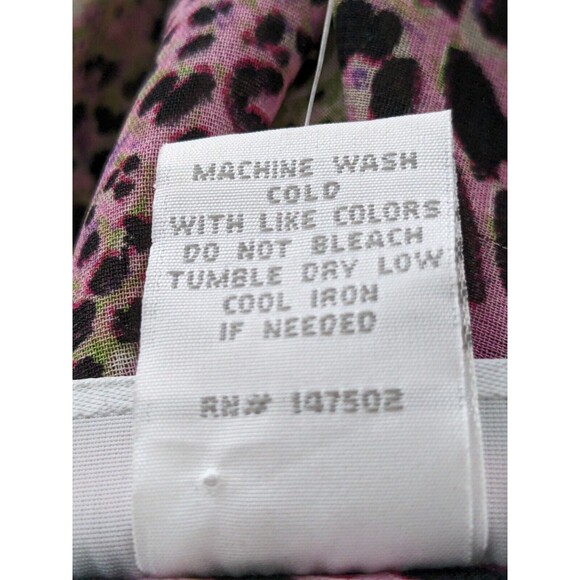 MACHINE WASH
COLD
WITH LIKE COLORS
DO NOT BLEACH
TUMBLE DRY LOW
COOL IRON
IF NEEDED
RN# 147502